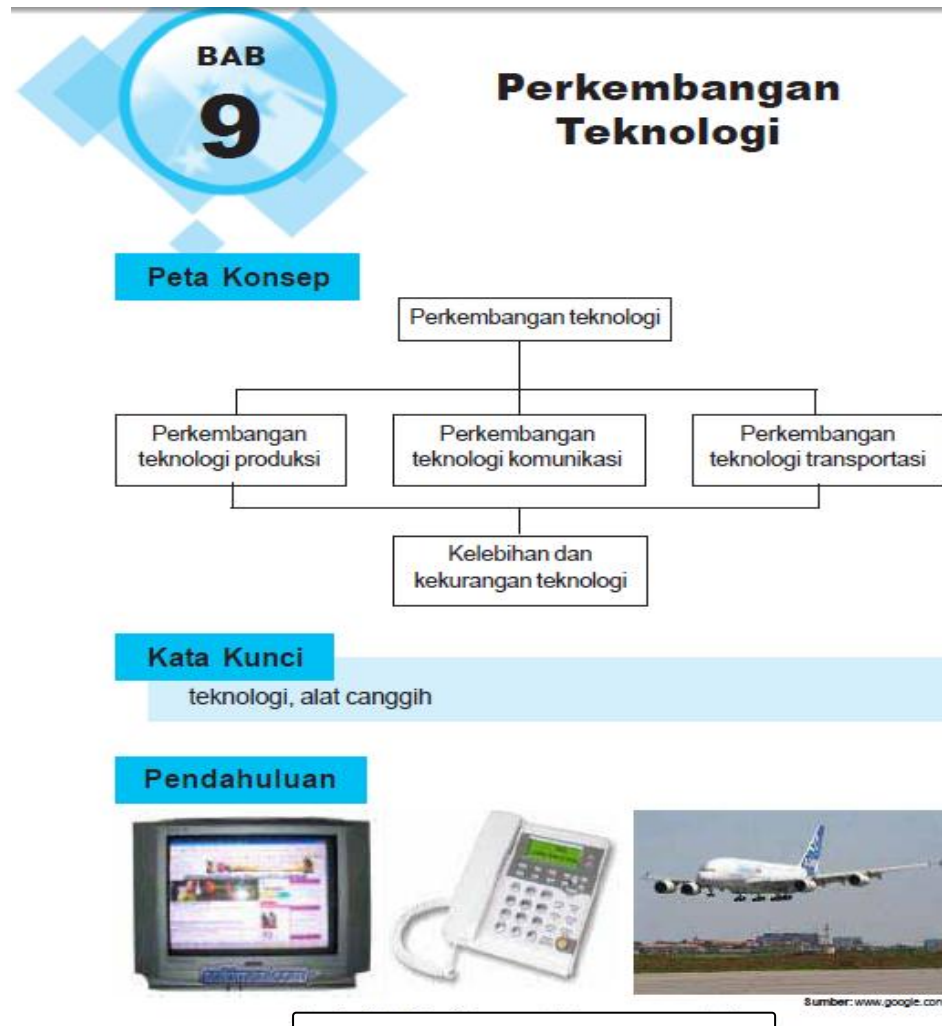 BAB
9
Perkembangan
Teknologi
Peta Konsep
Perkembangan teknologi
Perkembangan
teknologi produksi
Perkembangan
teknologi komunikasi
Perkembangan
teknologi transportasi
Kelebihan dan
kekurangan teknologi
Kata Kunci
teknologi, alat canggih
Pendahuluan
Sumber: www.google.com